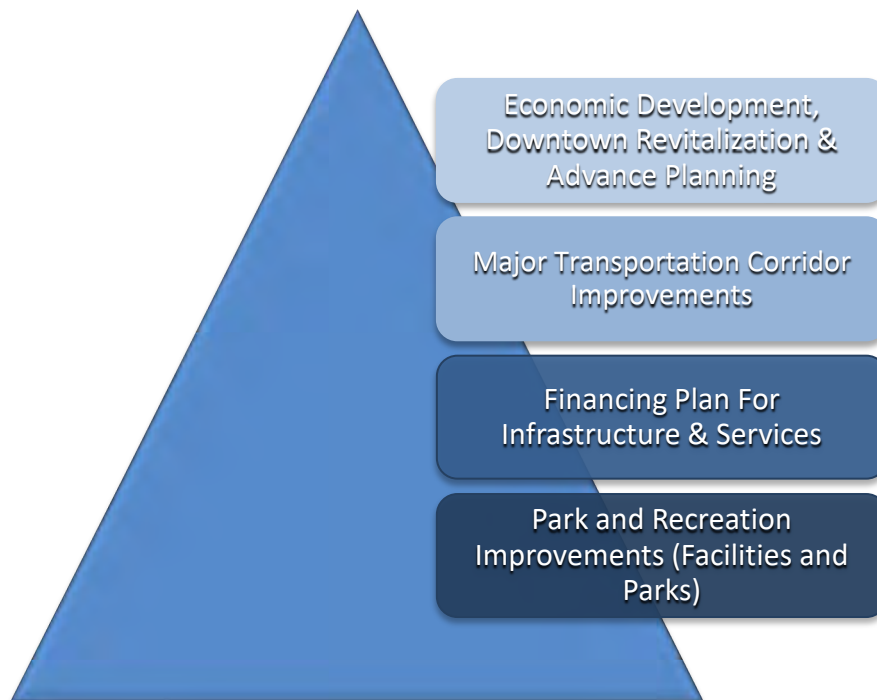 Economic Development,
Downtown Revitalization &
Advance Planning
Major Transportation Corridor
Improvements
Financing Plan For
Infrastructure & Services
Park and Recreation
Improvements (Facilities and
Parks)